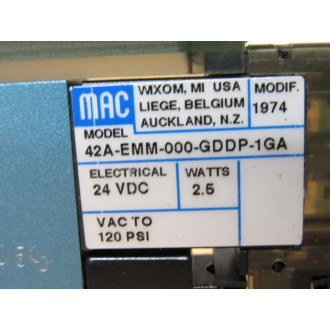 MAC
WIXOM, MI USA
LIEGE, BELGIUM
AUCKLAND, N.Z.
MODIF.
1974
MODEL
42A-EMM-000-GDDP-1GA
ELECTRICAL
24 VDC
WATTS
2.5
VAC TO
120 PSI